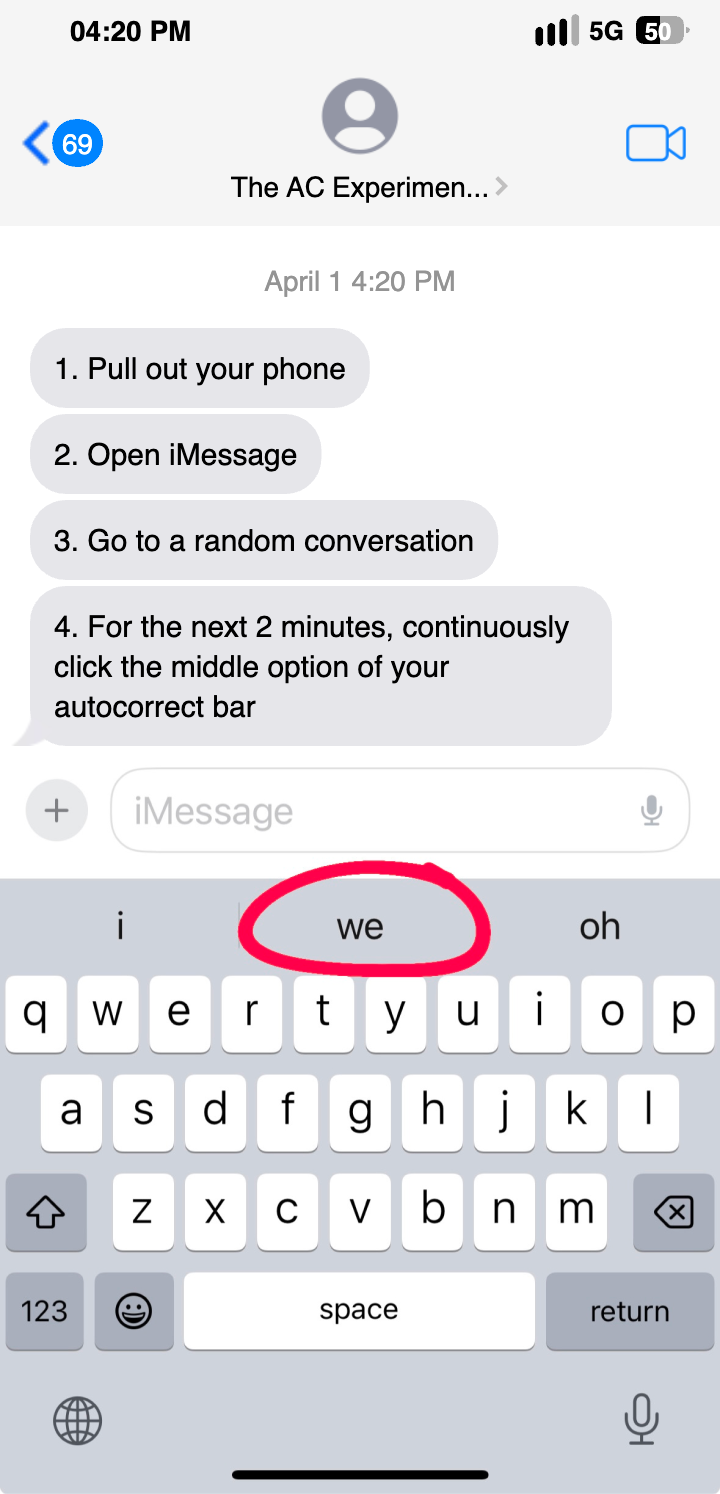 04:20 PM
5G
50
69
The AC Experimen...
April 1 4:20 PM
1. Pull out your phone
2. Open iMessage
3. Go to a random conversation
4. For the next 2 minutes, continuously
click the middle option of your
autocorrect bar
iMessage
i we oh
q w e r t y u i o p
a s d f g h j k l
z x c v b n m
123 space return